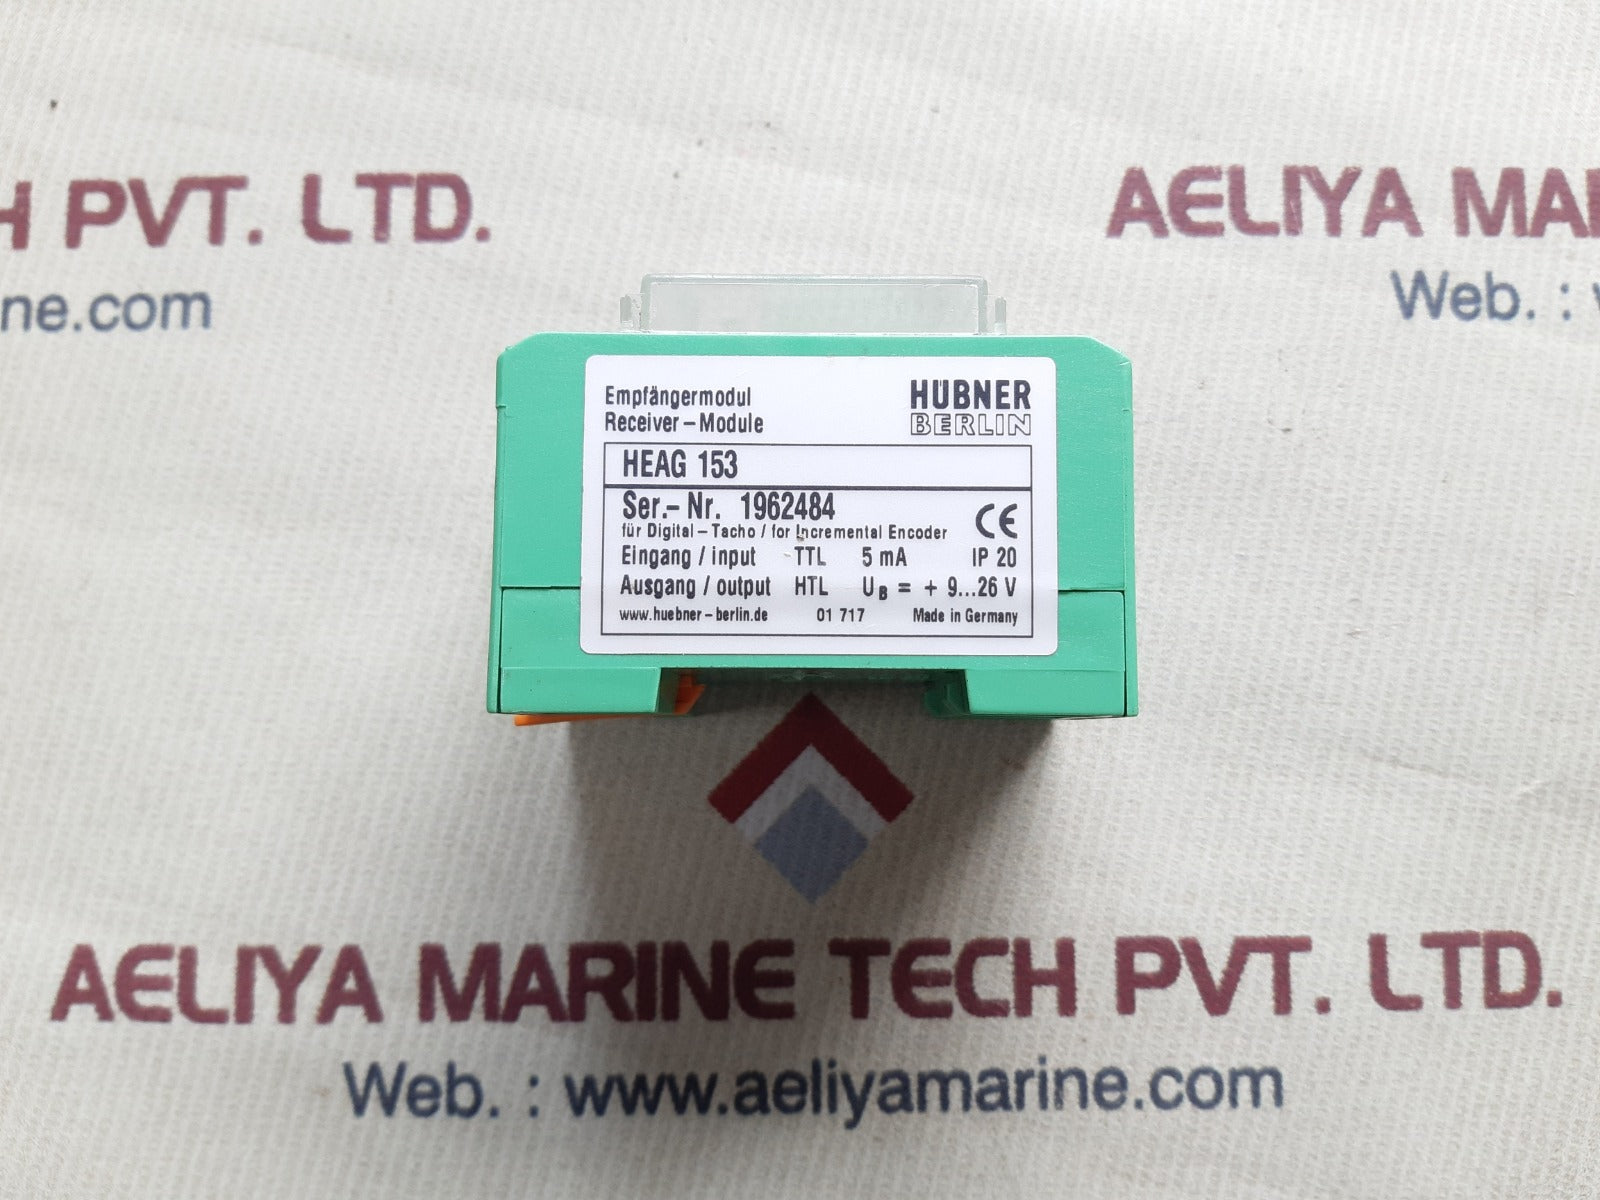 H PVT. LTD.
ne.com
AELIYA MA
Web. :
Empfängermodul
Receiver – Module
HÜBNER
BERLIN
HEAG 153
Ser.– Nr. 1962484
für Digital – Tacho / for Incremental Encoder
CE
Eingang / input TTL 5 mA IP 20
Ausgang / output HTL UB = + 9...26 V
www.huebner – berlin.de 01 717 Made in Germany
AELIYA MARINE TECH PVT. LTD.
Web. : www.aeliyamarine.com